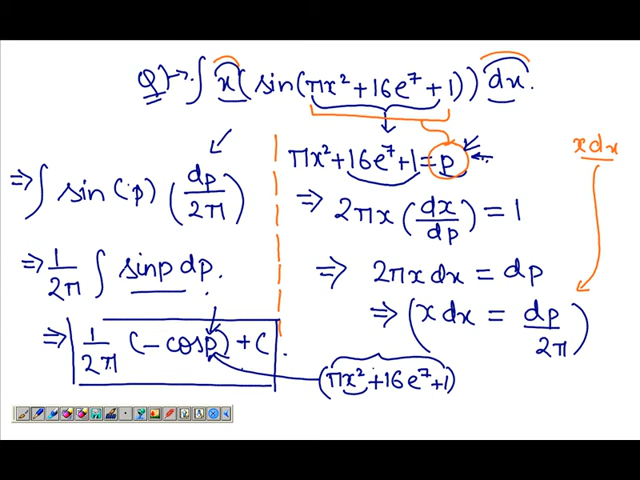 Q) → ∫ x (sin(πx² + 16e⁷ + 1)) dx.
πx² + 16e⁷ + 1 = p
x dx
⇒ ∫ sin(p) (dp/2π)
⇒ 2πx (dx/dp) = 1
⇒ 1/2π ∫ sinp dp.
⇒ 2πx dx = dp
⇒ (x dx = dp/2π)
⇒ 1/2π (-cosp) + C.
(πx² + 16e⁷ + 1)